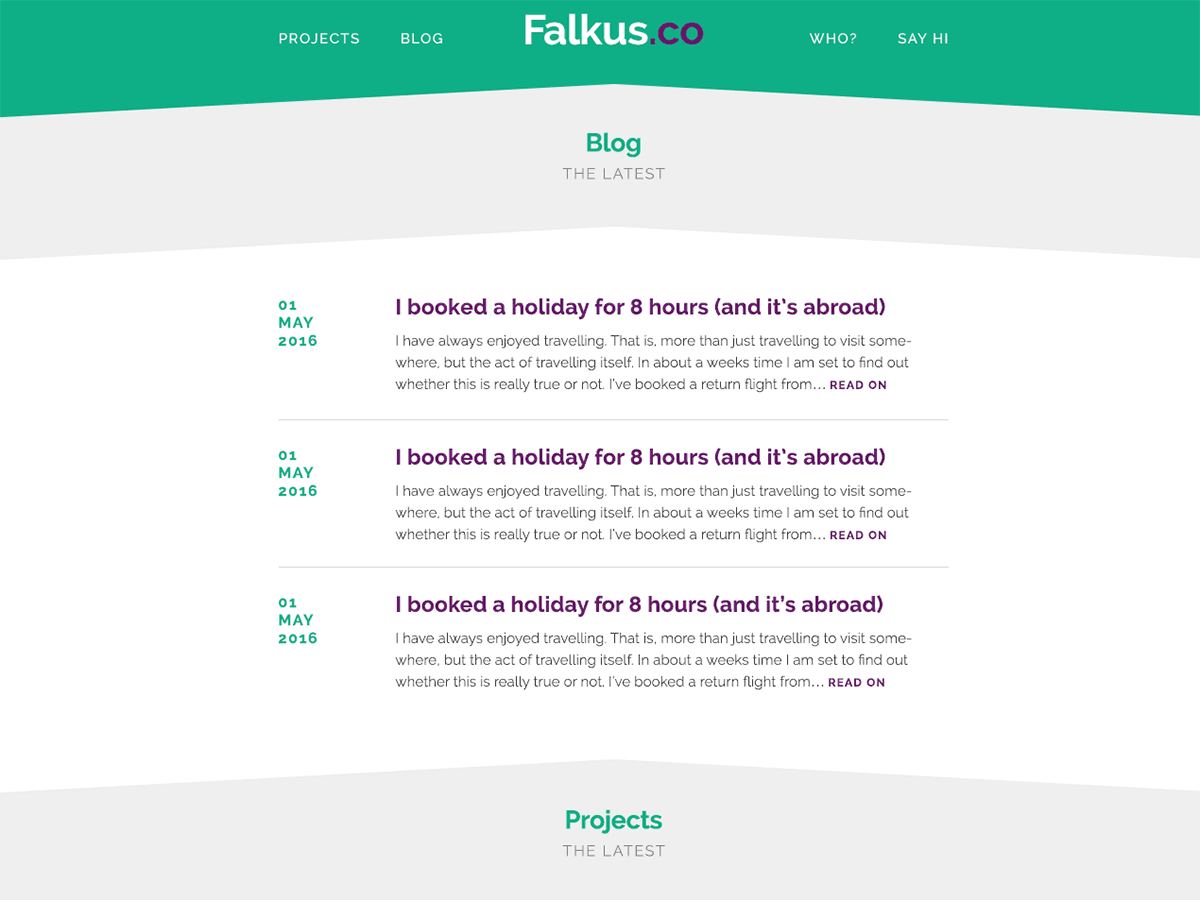 PROJECTS BLOG Falkus.co WHO? SAY HI
Blog
THE LATEST
01
MAY
2016
I booked a holiday for 8 hours (and it's abroad)
I have always enjoyed travelling. That is, more than just travelling to visit some-
where, but the act of travelling itself. In about a weeks time I am set to find out
whether this is really true or not. I've booked a return flight from... READ ON
01
MAY
2016
I booked a holiday for 8 hours (and it's abroad)
I have always enjoyed travelling. That is, more than just travelling to visit some-
where, but the act of travelling itself. In about a weeks time I am set to find out
whether this is really true or not. I've booked a return flight from... READ ON
01
MAY
2016
I booked a holiday for 8 hours (and it's abroad)
I have always enjoyed travelling. That is, more than just travelling to visit some-
where, but the act of travelling itself. In about a weeks time I am set to find out
whether this is really true or not. I've booked a return flight from... READ ON
Projects
THE LATEST